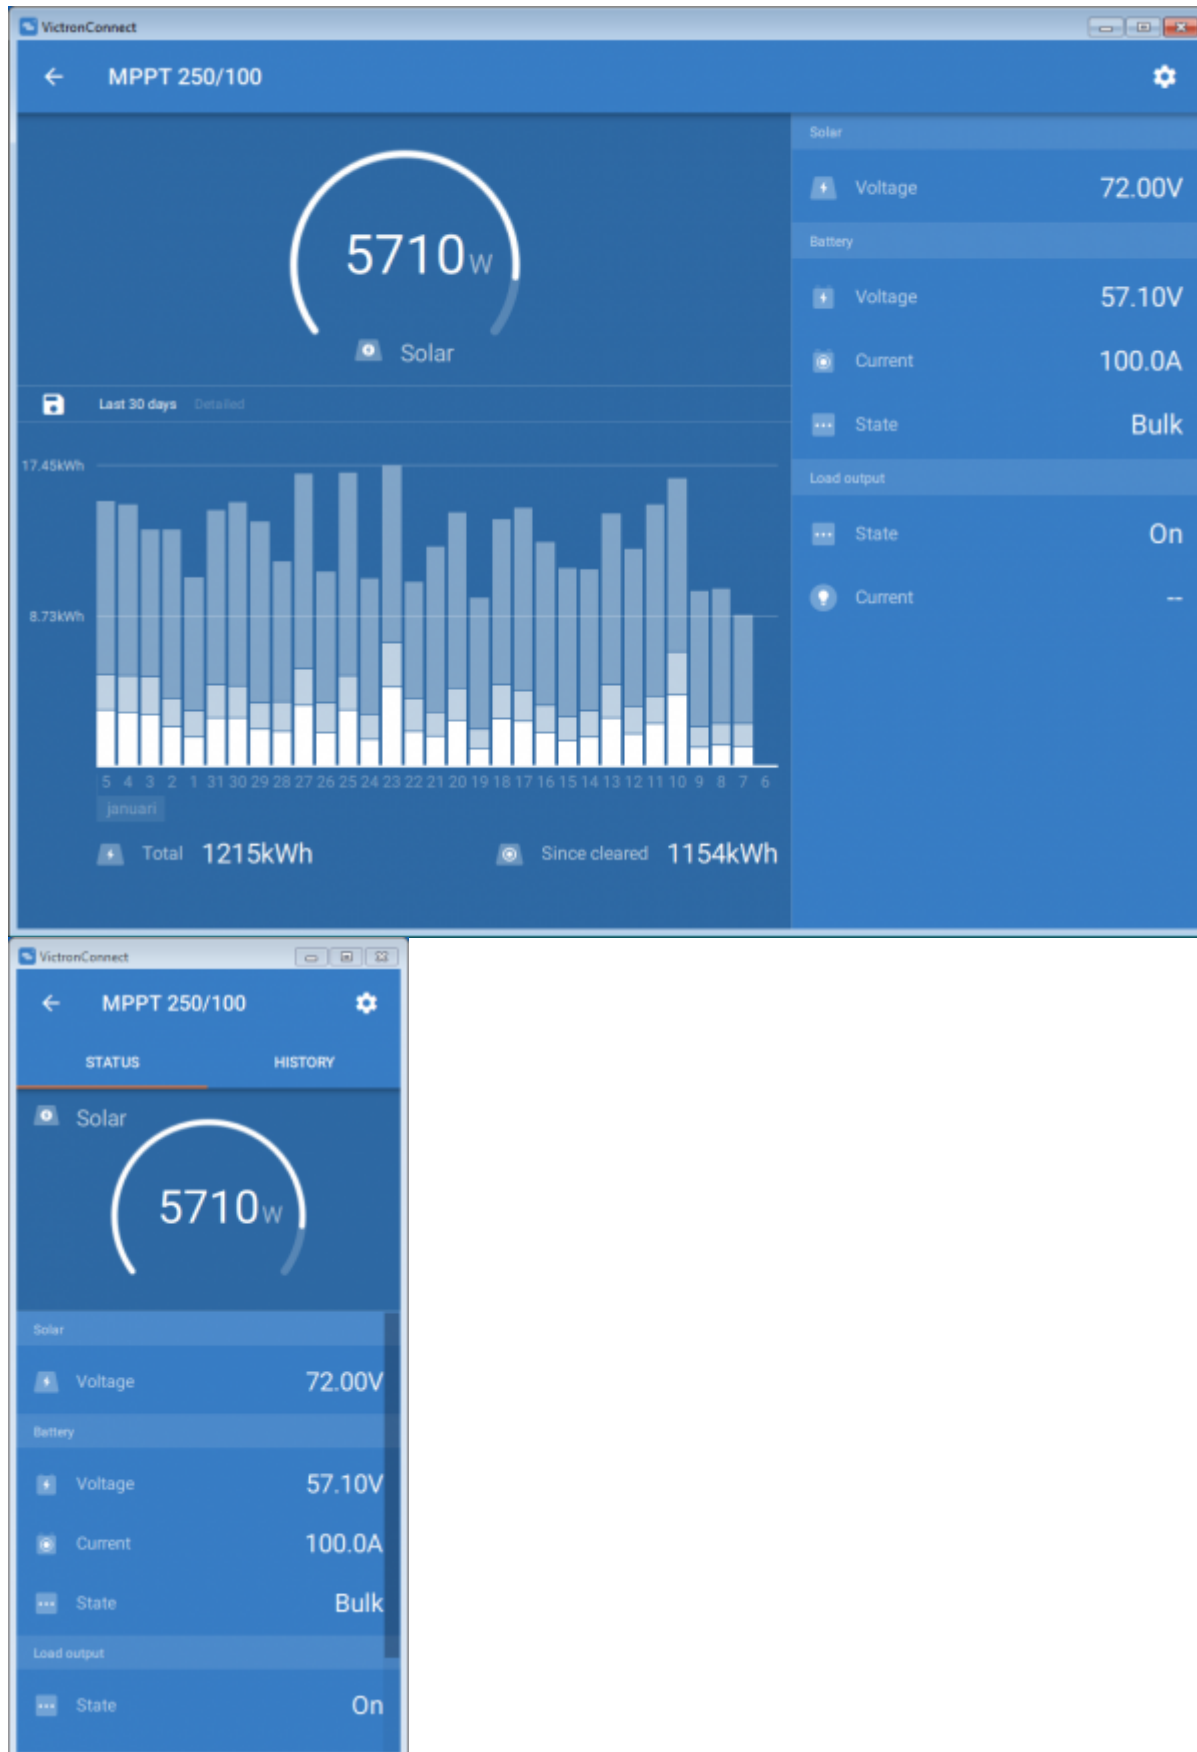 VictronConnect
MPPT 250/100
5710W
Solar
Last 30 days Detailed
17.45kWh
8.73kWh
5 4 3 2 1 31 30 29 28 27 26 25 24 23 22 21 20 19 18 17 16 15 14 13 12 11 10 9 8 7 6
januari
Total 1215kWh Since cleared 1154kWh
Solar
Voltage 72.00V
Battery
Voltage 57.10V
Current 100.0A
State Bulk
Load output
State On
Current --
VictronConnect
MPPT 250/100
STATUS HISTORY
Solar
5710W
Solar
Voltage 72.00V
Battery
Voltage 57.10V
Current 100.0A
State Bulk
Load output
State On